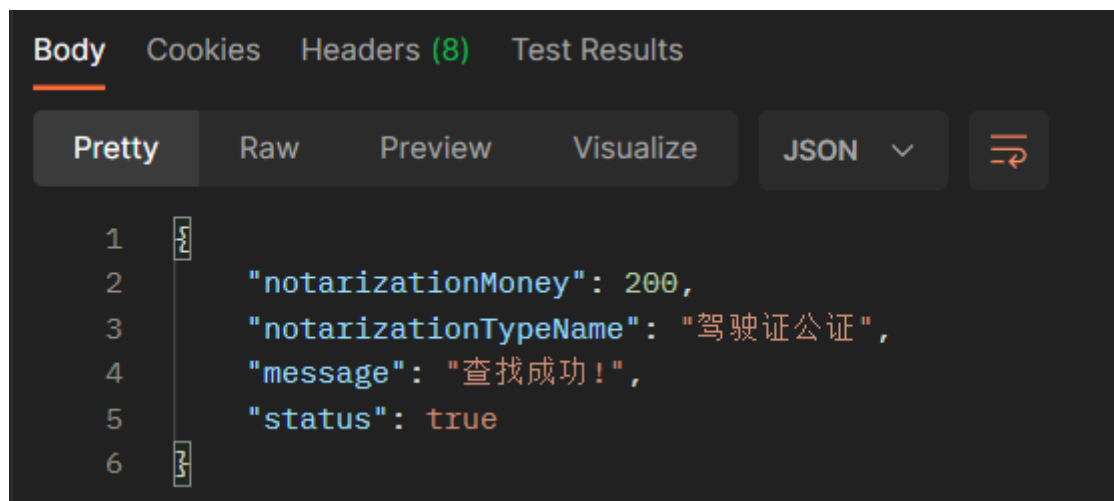 Body Cookies Headers (8) Test Results
Pretty Raw Preview Visualize JSON
1 {
2 "notarizationMoney": 200,
3 "notarizationTypeName": "驾驶证公证",
4 "message": "查找成功!",
5 "status": true
6 }